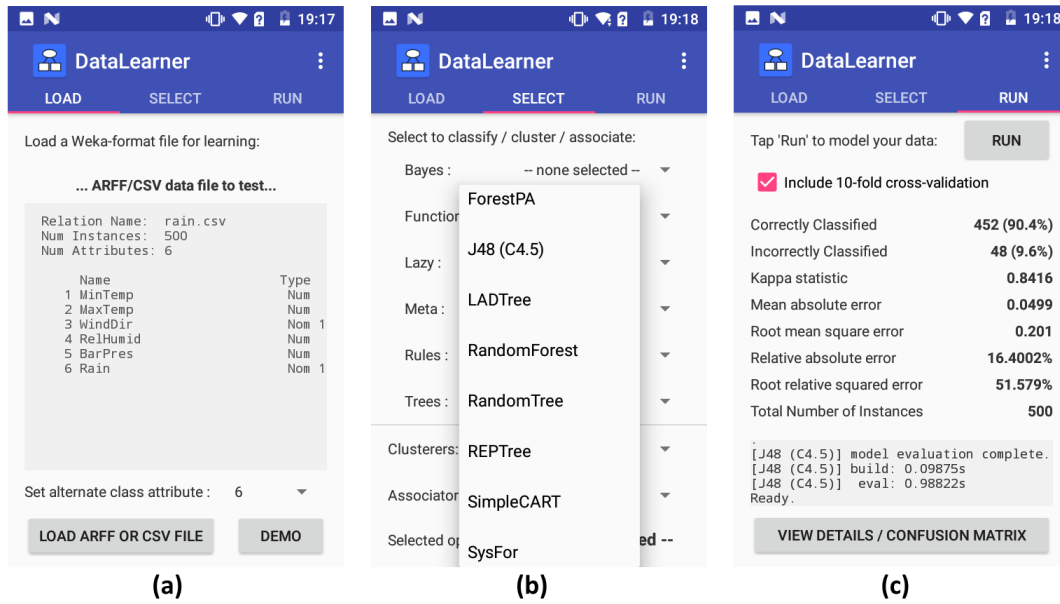 19:17
DataLearner
LOAD SELECT RUN
Load a Weka-format file for learning:
... ARFF/CSV data file to test...
Relation Name: rain.csv
Num Instances: 500
Num Attributes: 6
Name Type
1 MinTemp Num
2 MaxTemp Num
3 WindDir Nom 1
4 RelHumid Num
5 BarPres Num
6 Rain Nom 1
Set alternate class attribute : 6
LOAD ARFF OR CSV FILE DEMO
(a)
19:18
DataLearner
LOAD SELECT RUN
Select to classify / cluster / associate:
Bayes : -- none selected --
Function
Lazy :
Meta :
Rules :
Trees :
Clusterers:
Associator
Selected op ed --
ForestPA
J48 (C4.5)
LADTree
RandomForest
RandomTree
REPTree
SimpleCART
SysFor
(b)
19:18
DataLearner
LOAD SELECT RUN
Tap 'Run' to model your data: RUN
Include 10-fold cross-validation
Correctly Classified 452 (90.4%)
Incorrectly Classified 48 (9.6%)
Kappa statistic 0.8416
Mean absolute error 0.0499
Root mean square error 0.201
Relative absolute error 16.4002%
Root relative squared error 51.579%
Total Number of Instances 500
[J48 (C4.5)] model evaluation complete.
[J48 (C4.5)] build: 0.09875s
[J48 (C4.5)] eval: 0.98822s
Ready.
VIEW DETAILS / CONFUSION MATRIX
(c)